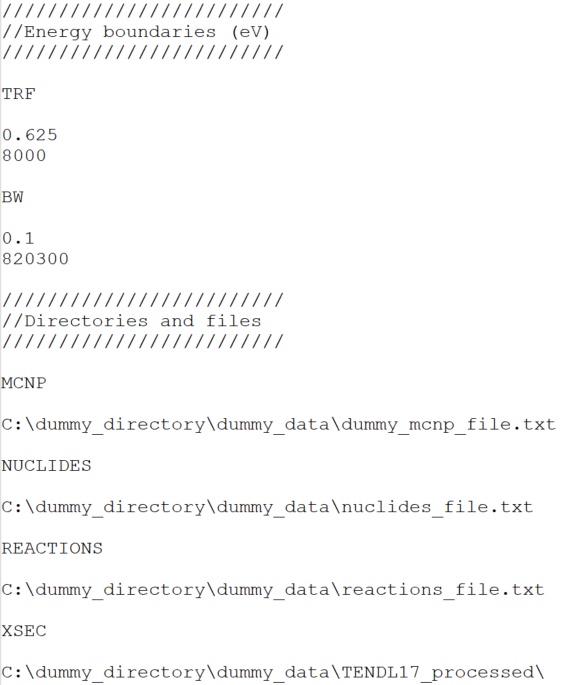 /////////////////////////
//Energy boundaries (eV)
/////////////////////////
TRF
0.625
8000
BW
0.1
820300
/////////////////////////
//Directories and files
/////////////////////////
MCNP
C:\dummy_directory\dummy_data\dummy_mcnp_file.txt
NUCLIDES
C:\dummy_directory\dummy_data\nuclides_file.txt
REACTIONS
C:\dummy_directory\dummy_data\reactions_file.txt
XSEC
C:\dummy_directory\dummy_data\TENDL17_processed\